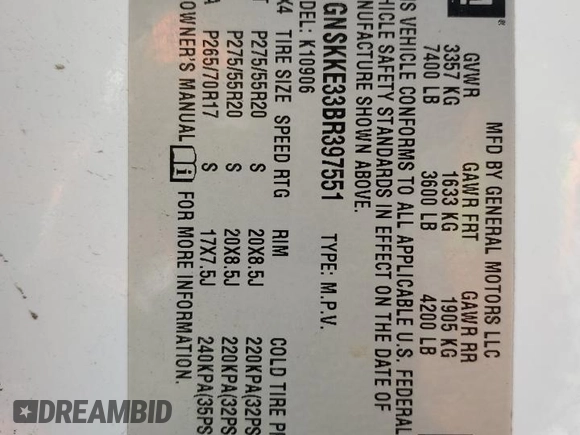 MFD BY GENERAL MOTORS LLC
GVWR GAWR FRT GAWR RR
3357 KG 1633 KG 1905 KG
7400 LB 3600 LB 4200 LB
IS VEHICLE CONFORMS TO ALL APPLICABLE U.S. FEDERAL
HICLE SAFETY STANDARDS IN EFFECT ON THE DATE OF
NUFACTURE SHOWN ABOVE.
GNSKKE33BR397551 TYPE: M.P.V.
DEL: K10906
K4 TIRE SIZE SPEED RTG RIM COLD TIRE P
T P275/55R20 S 20X8.5J 220KPA(32PS
P275/55R20 S 20X8.5J 220KPA(32PS
A P265/70R17 S 17X7.5J 240KPA(35PS
OWNER'S MANUAL i FOR MORE INFORMATION.
®
DREAMBID